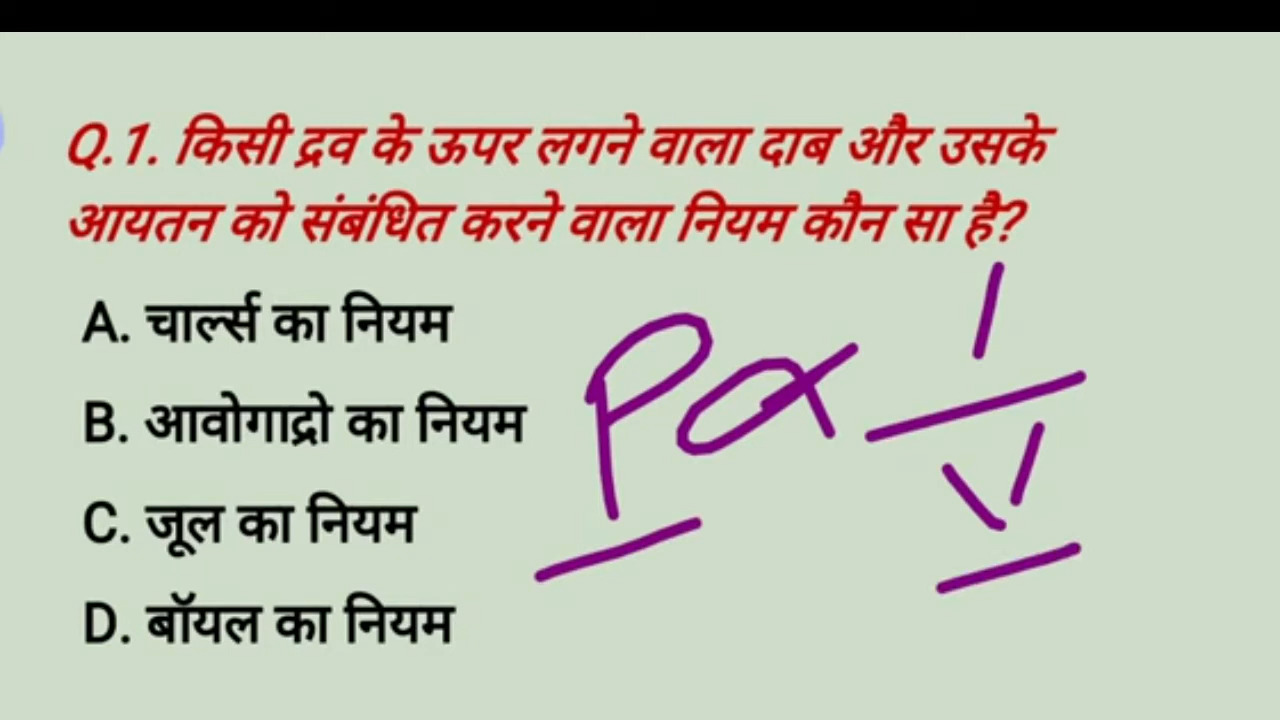 Q.1. किसी द्रव के ऊपर लगने वाला दाब और उसके
आयतन को संबंधित करने वाला नियम कौन सा है?
A. चार्ल्स का नियम
B. आवोगाद्रो का नियम
C. जूल का नियम
D. बॉयल का नियम
P ∝ 1/V